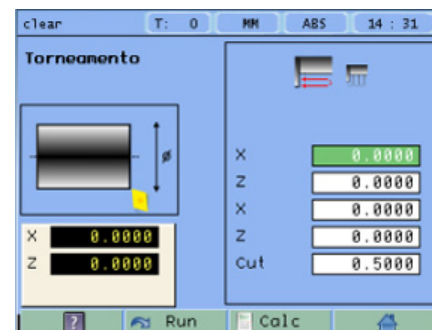 clear T: 0 MM ABS 14 : 31
Torneamento
ø
X 0.0000
Z 0.0000
X 0.0000
Z 0.0000
X 0.0000
Z 0.0000
Cut 0.5000
? Run Calc